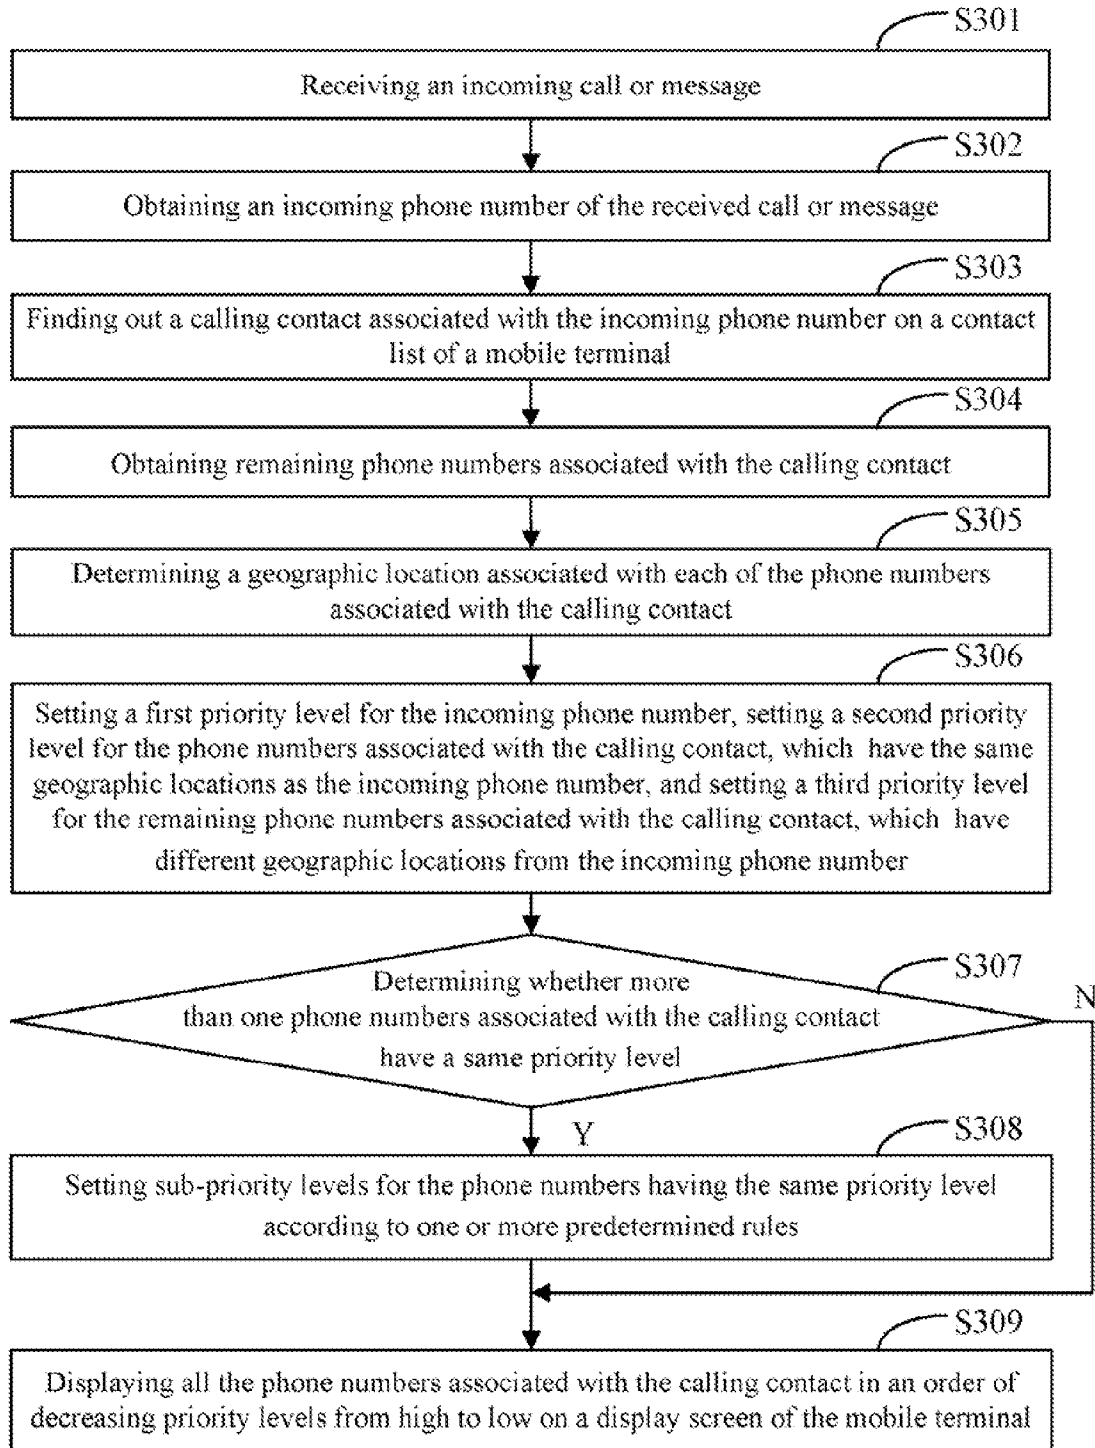 S301
Receiving an incoming call or message
S302
Obtaining an incoming phone number of the received call or message
S303
Finding out a calling contact associated with the incoming phone number on a contact
list of a mobile terminal
S304
Obtaining remaining phone numbers associated with the calling contact
S305
Determining a geographic location associated with each of the phone numbers
associated with the calling contact
S306
Setting a first priority level for the incoming phone number, setting a second priority
level for the phone numbers associated with the calling contact, which have the same
geographic locations as the incoming phone number, and setting a third priority level
for the remaining phone numbers associated with the calling contact, which have
different geographic locations from the incoming phone number
S307
Determining whether more
than one phone numbers associated with the calling contact
have a same priority level
N
Y
S308
Setting sub-priority levels for the phone numbers having the same priority level
according to one or more predetermined rules
S309
Displaying all the phone numbers associated with the calling contact in an order of
decreasing priority levels from high to low on a display screen of the mobile terminal